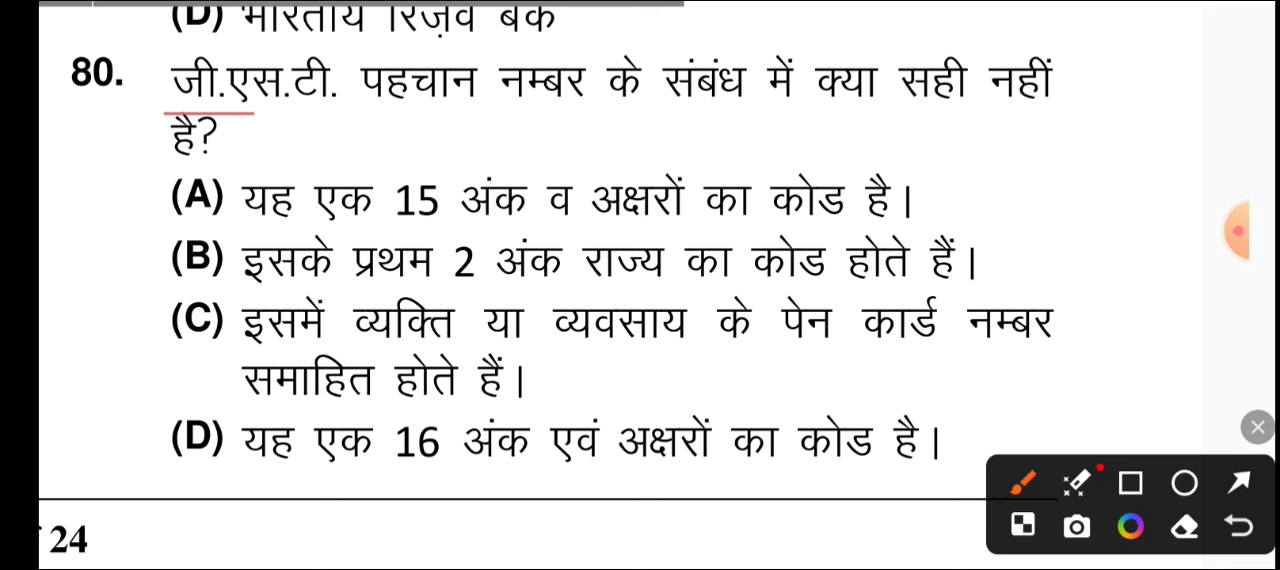 (D) भारतीय रिज़र्व बैंक
80. जी.एस.टी. पहचान नम्बर के संबंध में क्या सही नहीं
है?
(A) यह एक 15 अंक व अक्षरों का कोड है।
(B) इसके प्रथम 2 अंक राज्य का कोड होते हैं।
(C) इसमें व्यक्ति या व्यवसाय के पेन कार्ड नम्बर
समाहित होते हैं।
(D) यह एक 16 अंक एवं अक्षरों का कोड है।
24